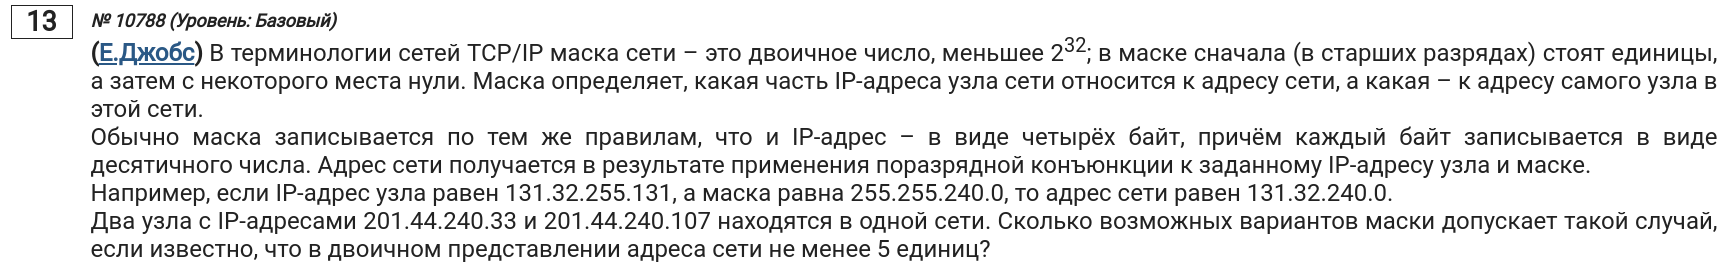 13
№ 10788 (Уровень: Базовый)
(Е.Джобс) В терминологии сетей TCP/IP маска сети – это двоичное число, меньшее 2^32; в маске сначала (в старших разрядах) стоят единицы,
а затем с некоторого места нули. Маска определяет, какая часть IP-адреса узла сети относится к адресу сети, а какая – к адресу самого узла в
этой сети.
Обычно маска записывается по тем же правилам, что и IP-адрес – в виде четырёх байт, причём каждый байт записывается в виде
десятичного числа. Адрес сети получается в результате применения поразрядной конъюнкции к заданному IP-адресу узла и маске.
Например, если IP-адрес узла равен 131.32.255.131, а маска равна 255.255.240.0, то адрес сети равен 131.32.240.0.
Два узла с IP-адресами 201.44.240.33 и 201.44.240.107 находятся в одной сети. Сколько возможных вариантов маски допускает такой случай,
если известно, что в двоичном представлении адреса сети не менее 5 единиц?